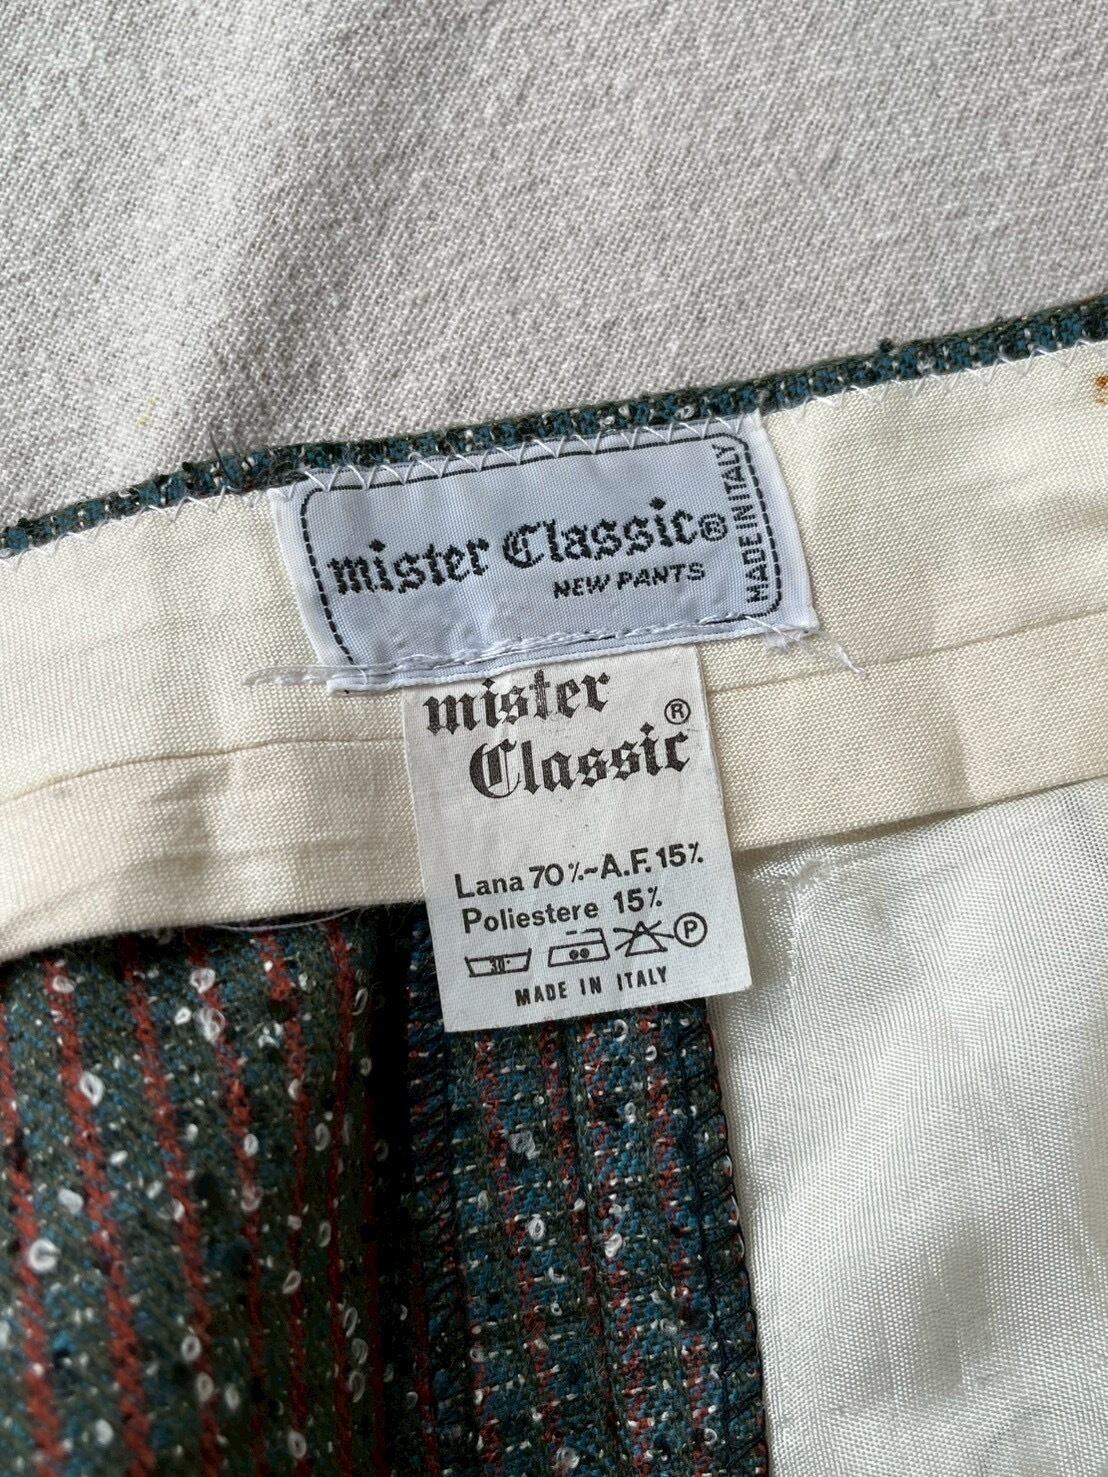 mister Classic®
NEW PANTS
MADE IN ITALY
mister
Classic®
Lana 70%~A.F. 15%
Poliestere 15%
30° P
MADE IN ITALY